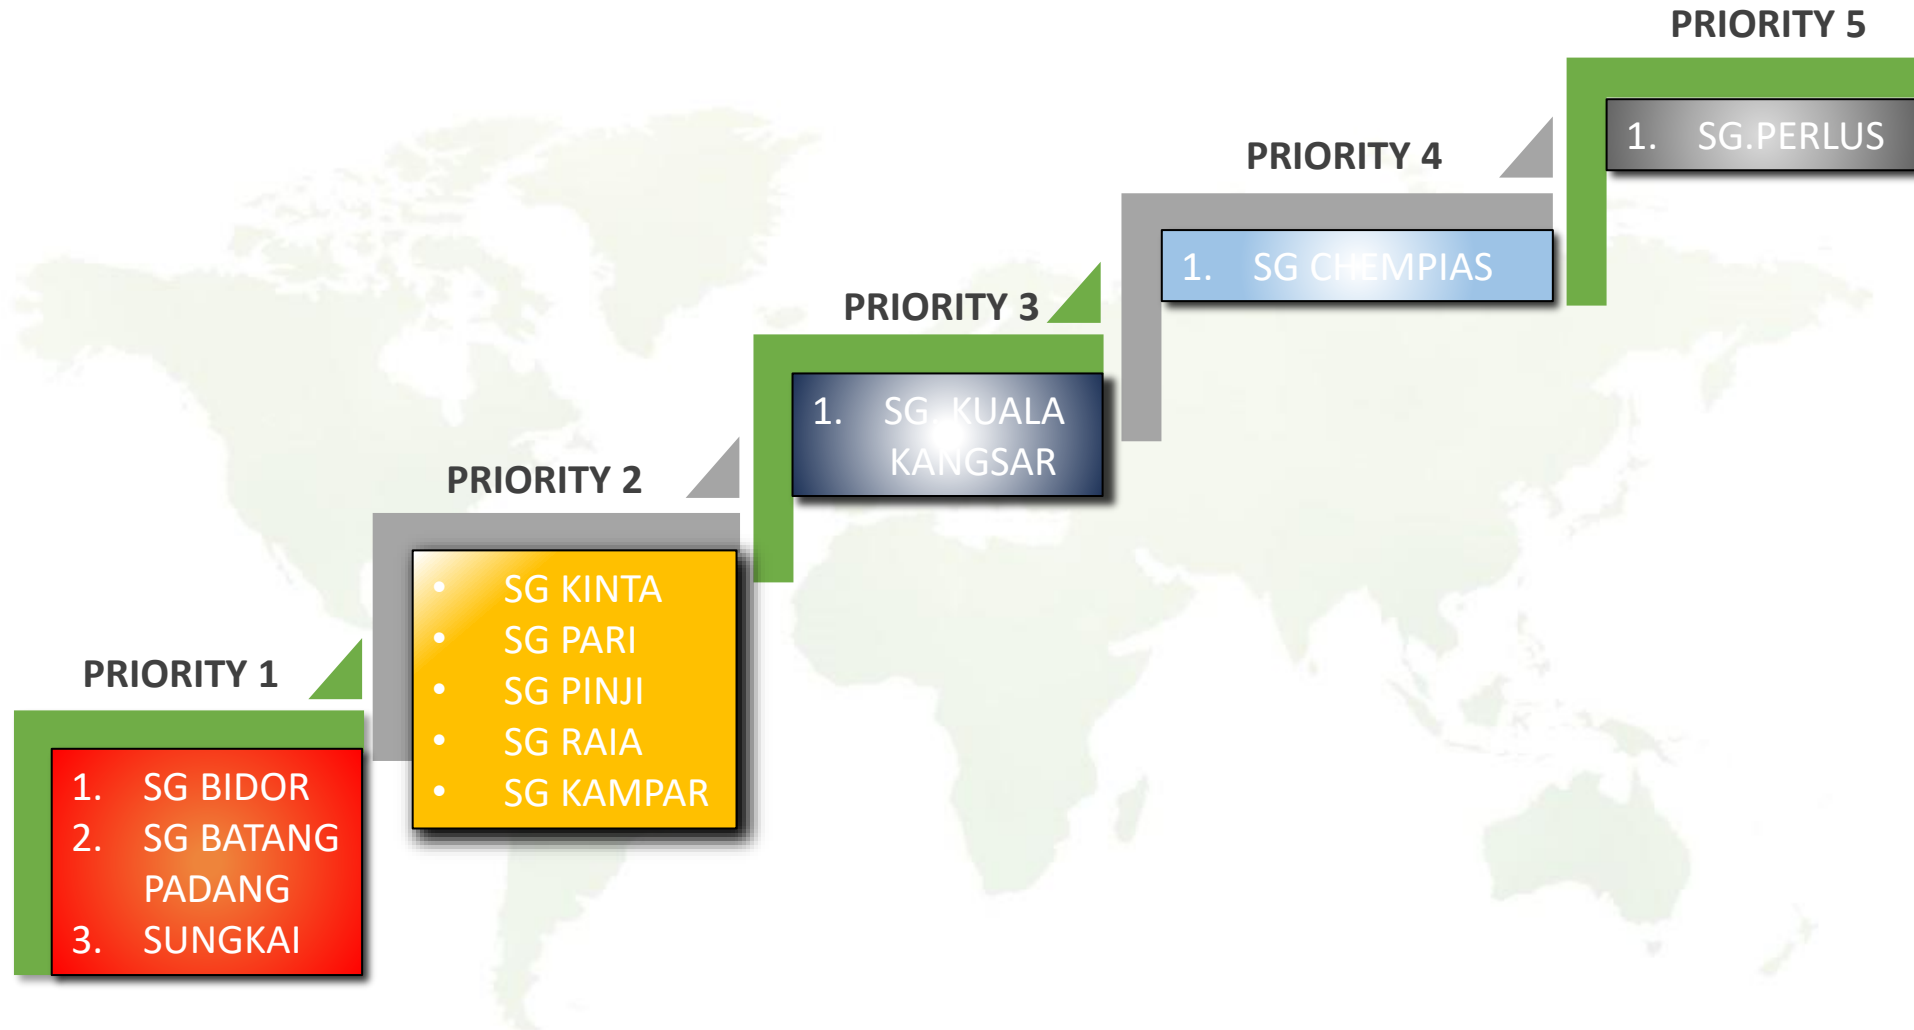 PRIORITY 1
1. SG BIDOR
2. SG BATANG
PADANG
3. SUNGKAI
PRIORITY 2
• SG KINTA
• SG PARI
• SG PINJI
• SG RAIA
• SG KAMPAR
PRIORITY 3
1. SG. KUALA
KANGSAR
PRIORITY 4
1. SG CHEMPIAS
PRIORITY 5
1. SG.PERLUS